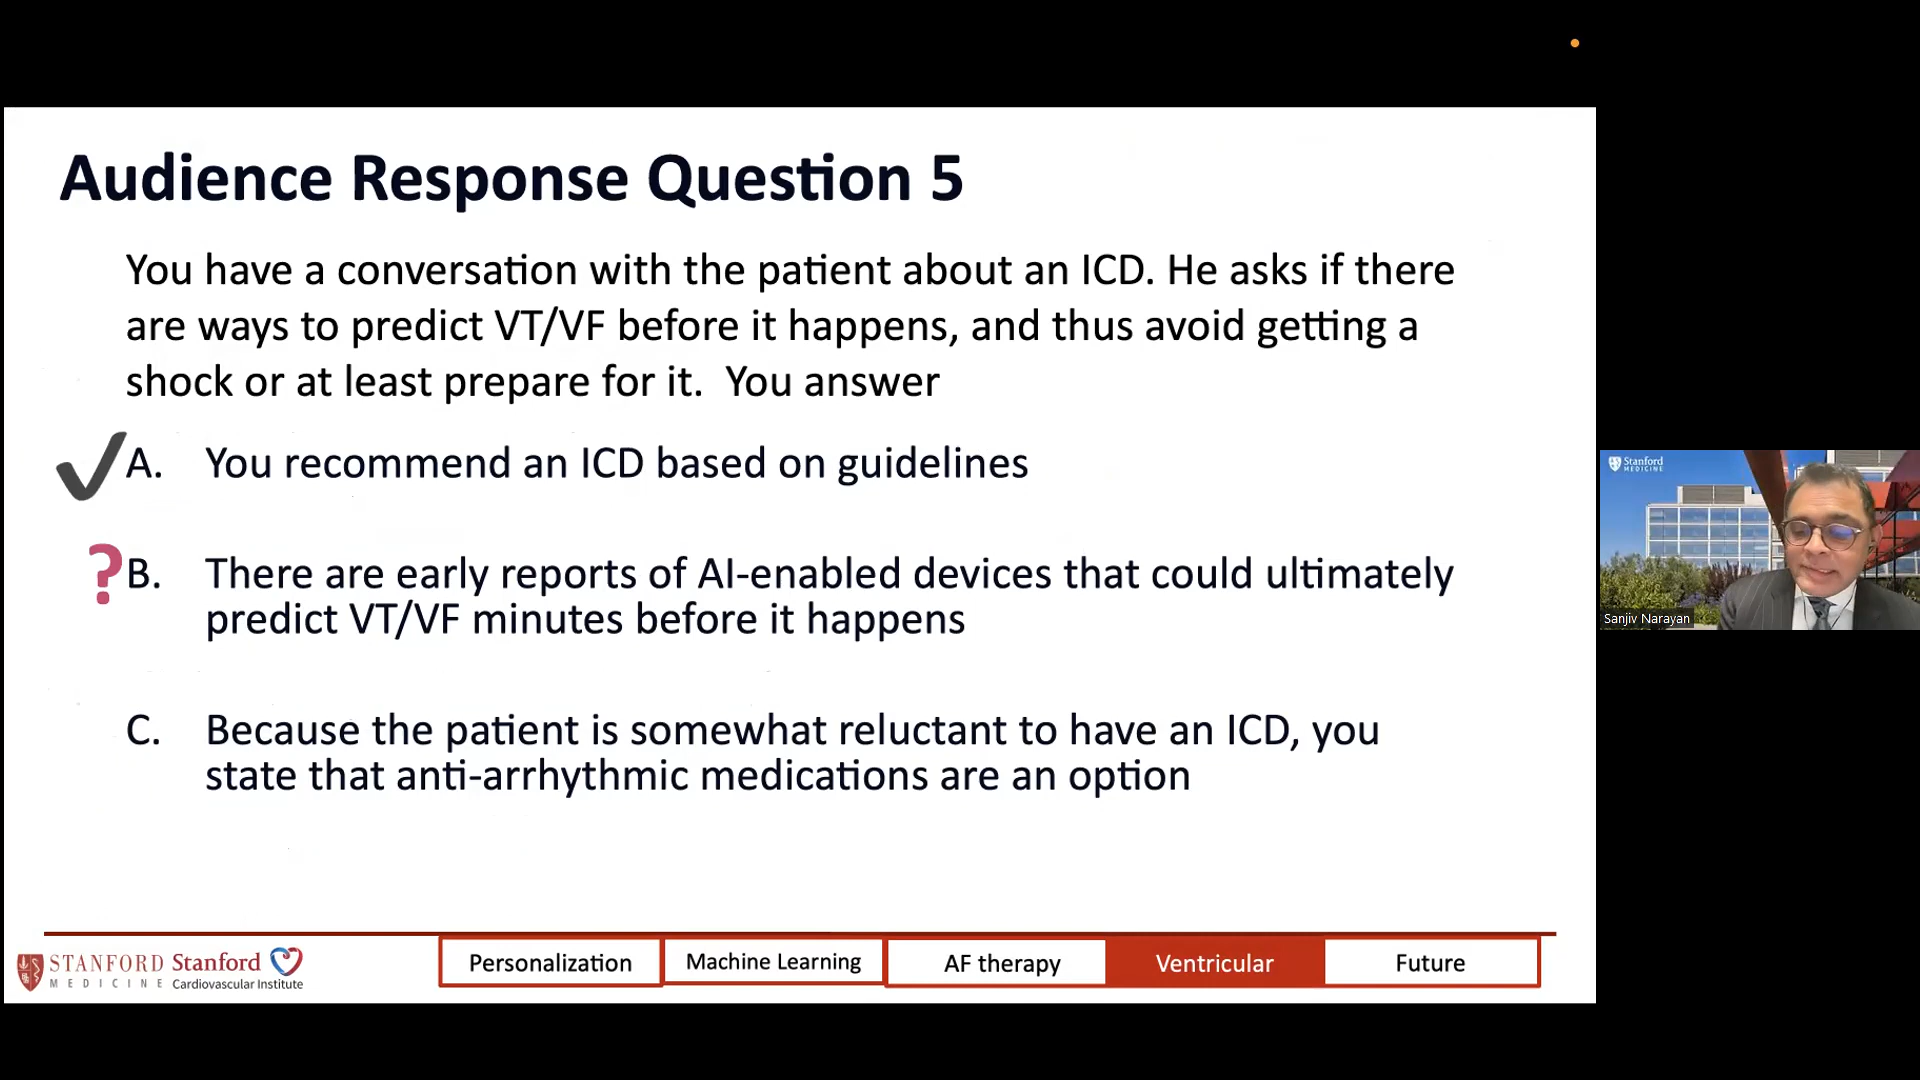 Audience Response Question 5
You have a conversation with the patient about an ICD. He asks if there
are ways to predict VT/VF before it happens, and thus avoid getting a
shock or at least prepare for it.  You answer
A. You recommend an ICD based on guidelines
? B. There are early reports of AI-enabled devices that could ultimately
predict VT/VF minutes before it happens
C. Because the patient is somewhat reluctant to have an ICD, you
state that anti-arrhythmic medications are an option
Stanford
MEDICINE
Sanjiv Narayan
STANFORD
MEDICINE
Stanford
Cardiovascular Institute
Personalization
Machine Learning
AF therapy
Ventricular
Future